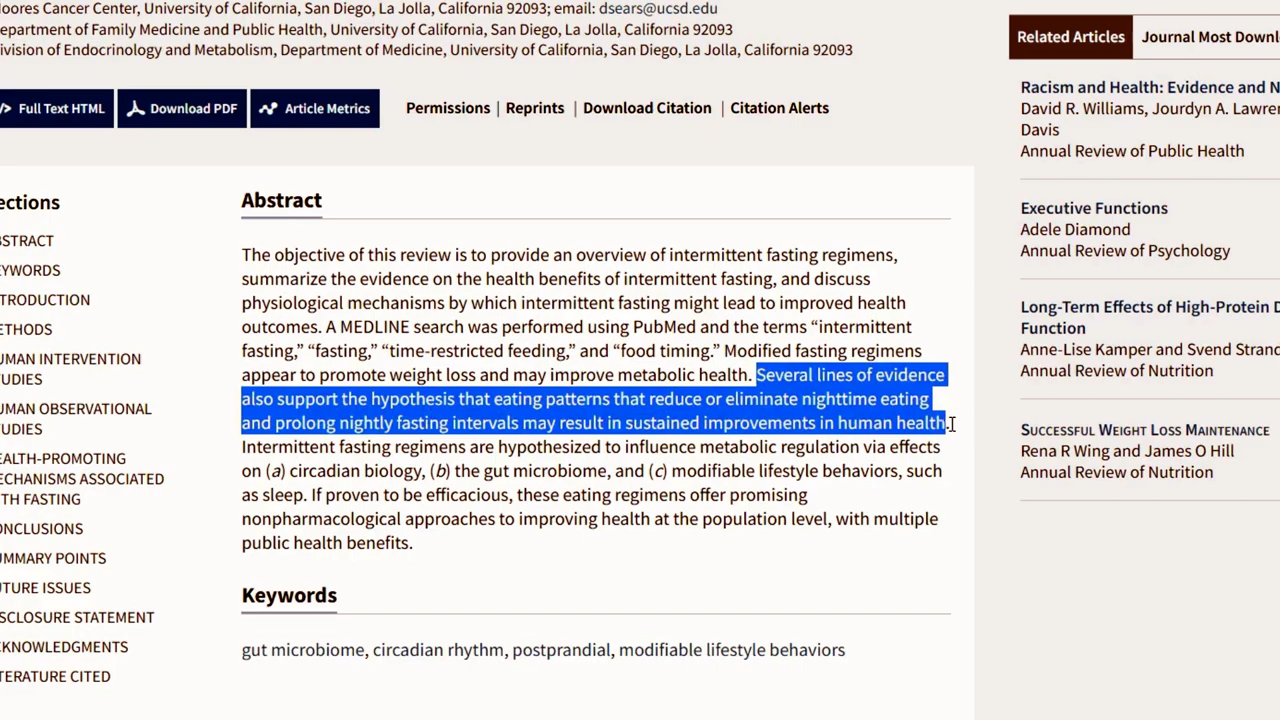 oores Cancer Center, University of California, San Diego, La Jolla, California 92093; email: dsears@ucsd.edu
epartment of Family Medicine and Public Health, University of California, San Diego, La Jolla, California 92093
ivision of Endocrinology and Metabolism, Department of Medicine, University of California, San Diego, La Jolla, California 92093
Full Text HTML
Download PDF
Article Metrics
Permissions | Reprints | Download Citation | Citation Alerts
ections
BSTRACT
EYWORDS
NTRODUCTION
ETHODS
UMAN INTERVENTION
TUDIES
UMAN OBSERVATIONAL
UDIES
EALTH-PROMOTING
ECHANISMS ASSOCIATED
TH FASTING
ONCLUSIONS
UMMARY POINTS
UTURE ISSUES
SCLOSURE STATEMENT
CKNOWLEDGMENTS
TERATURE CITED
Abstract
The objective of this review is to provide an overview of intermittent fasting regimens,
summarize the evidence on the health benefits of intermittent fasting, and discuss
physiological mechanisms by which intermittent fasting might lead to improved health
outcomes. A MEDLINE search was performed using PubMed and the terms “intermittent
fasting,” “fasting,” “time-restricted feeding,” and “food timing.” Modified fasting regimens
appear to promote weight loss and may improve metabolic health. Several lines of evidence
also support the hypothesis that eating patterns that reduce or eliminate nighttime eating
and prolong nightly fasting intervals may result in sustained improvements in human health.
Intermittent fasting regimens are hypothesized to influence metabolic regulation via effects
on (a) circadian biology, (b) the gut microbiome, and (c) modifiable lifestyle behaviors, such
as sleep. If proven to be efficacious, these eating regimens offer promising
nonpharmacological approaches to improving health at the population level, with multiple
public health benefits.
Keywords
gut microbiome, circadian rhythm, postprandial, modifiable lifestyle behaviors
Related Articles
Journal Most Downl
Racism and Health: Evidence and N
David R. Williams, Jourdyn A. Lawre
Davis
Annual Review of Public Health
Executive Functions
Adele Diamond
Annual Review of Psychology
Long-Term Effects of High-Protein D
Function
Anne-Lise Kamper and Svend Strand
Annual Review of Nutrition
Successful Weight Loss Maintenance
Rena R Wing and James O Hill
Annual Review of Nutrition